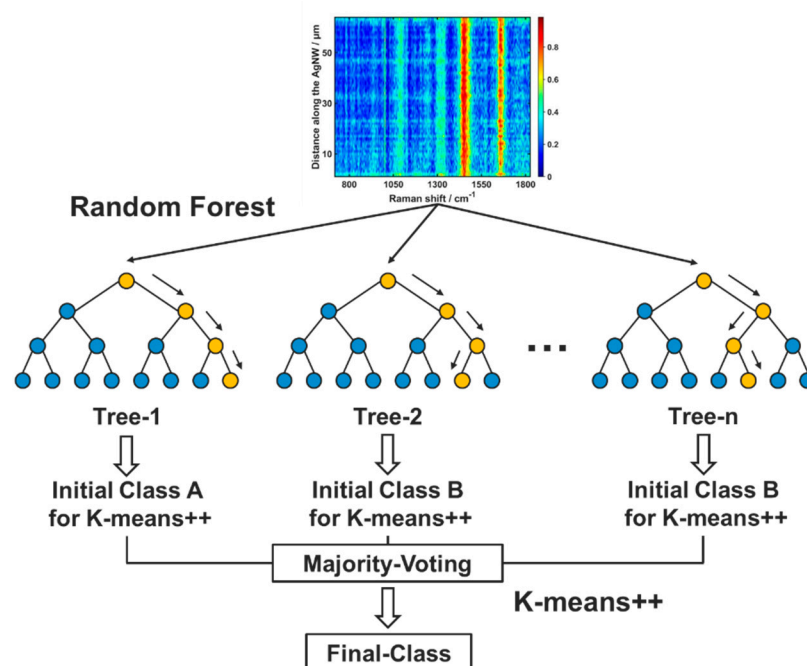 0.8
0.6
0.4
0.2
0
50
30
10
Distance along the AgNW / μm
800 1050 1300 1550 1800
Raman shift / cm⁻¹
Random Forest
...
Tree-1 Tree-2 Tree-n
Initial Class A Initial Class B Initial Class B
for K-means++ for K-means++ for K-means++
Majority-Voting
K-means++
Final-Class